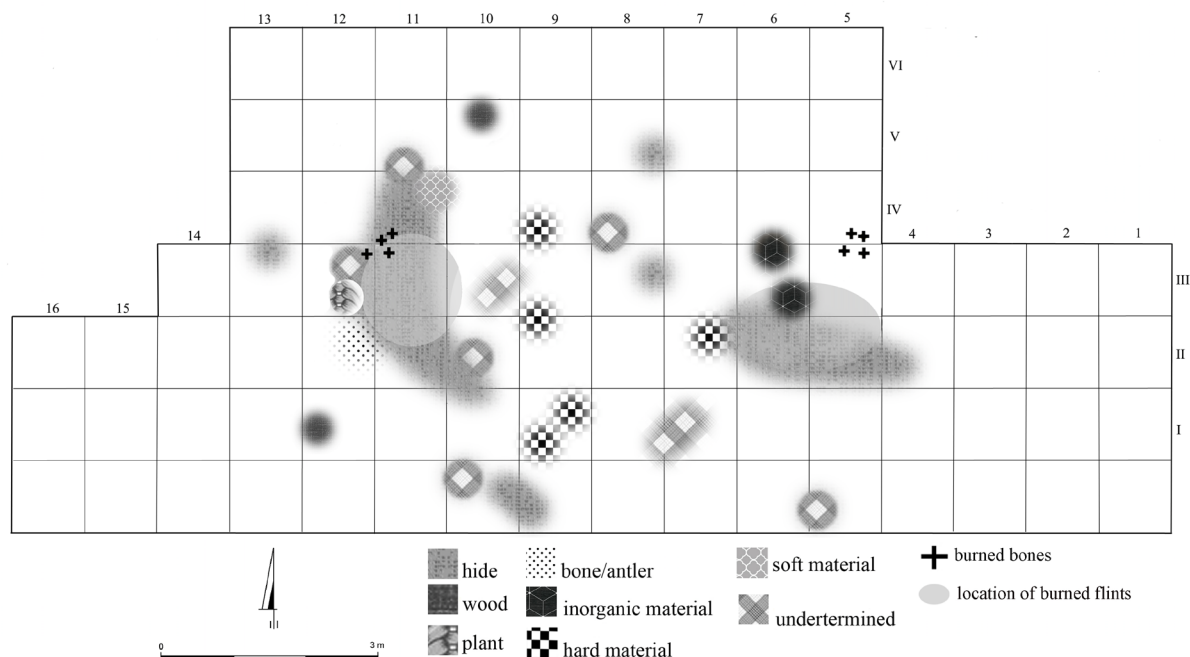 13 12 11 10 9 8 7 6 5
VI
V
IV
14 4 3 2 1
III
16 15
II
I
hide bone/antler soft material burned bones
wood inorganic material undertermined location of burned flints
plant hard material
0 3 m